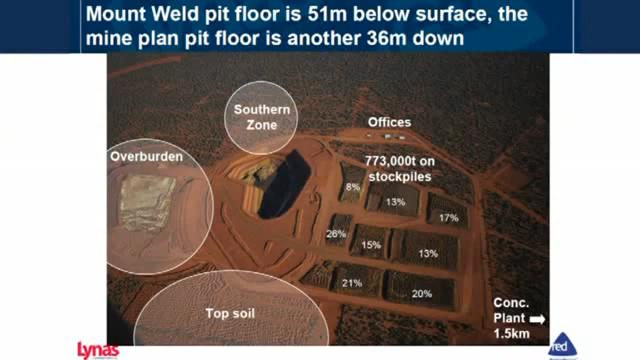 Mount Weld pit floor is 51m below surface, the
mine plan pit floor is another 36m down
Southern
Zone
Offices
Overburden
773,000t on
stockpiles
8%
13%
17%
26%
15%
13%
21%
20%
Top soil
Conc.
Plant
1.5km
Lynas
red